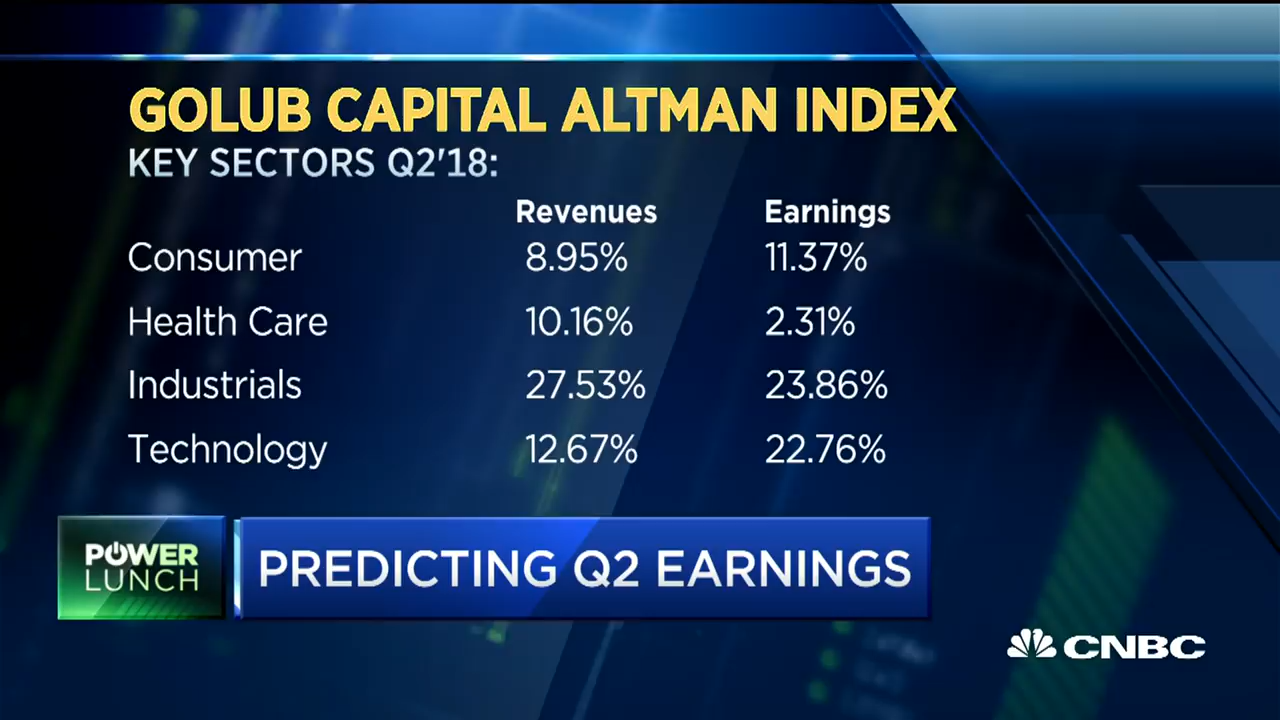 GOLUB CAPITAL ALTMAN INDEX
KEY SECTORS Q2'18:
Revenues Earnings
Consumer 8.95% 11.37%
Health Care 10.16% 2.31%
Industrials 27.53% 23.86%
Technology 12.67% 22.76%
POWER
LUNCH
PREDICTING Q2 EARNINGS
CNBC